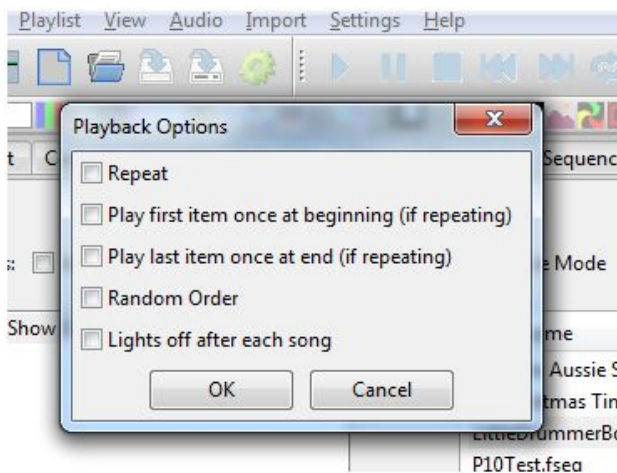 Playlist View Audio Import Settings Help
Playback Options
Repeat
Play first item once at beginning (if repeating)
Play last item once at end (if repeating)
Random Order
Lights off after each song
OK Cancel
Sequenc
e Mode
Show
me
Aussie S
tmas Tin
LittleDrummerBo
P10Test.fseq